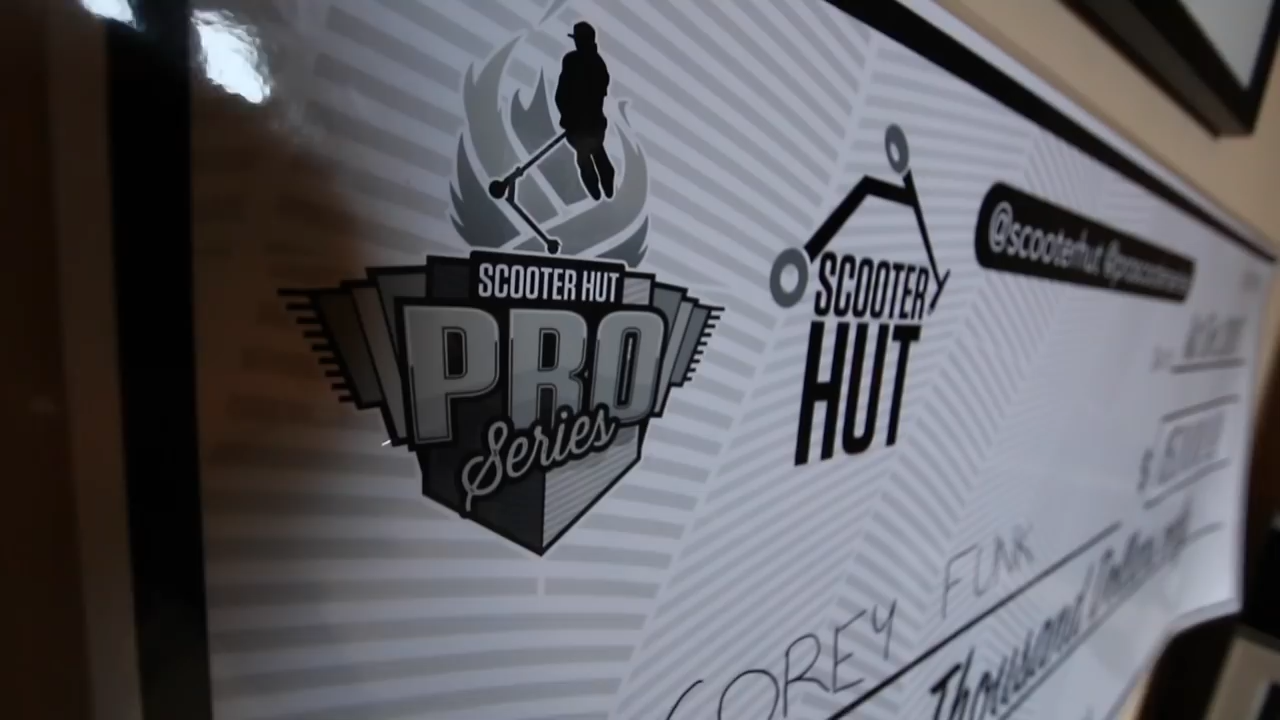 SCOOTER HUT
PRO
Series
SCOOTER
HUT
@scooterhut
$
COREY FUNK
Thousand